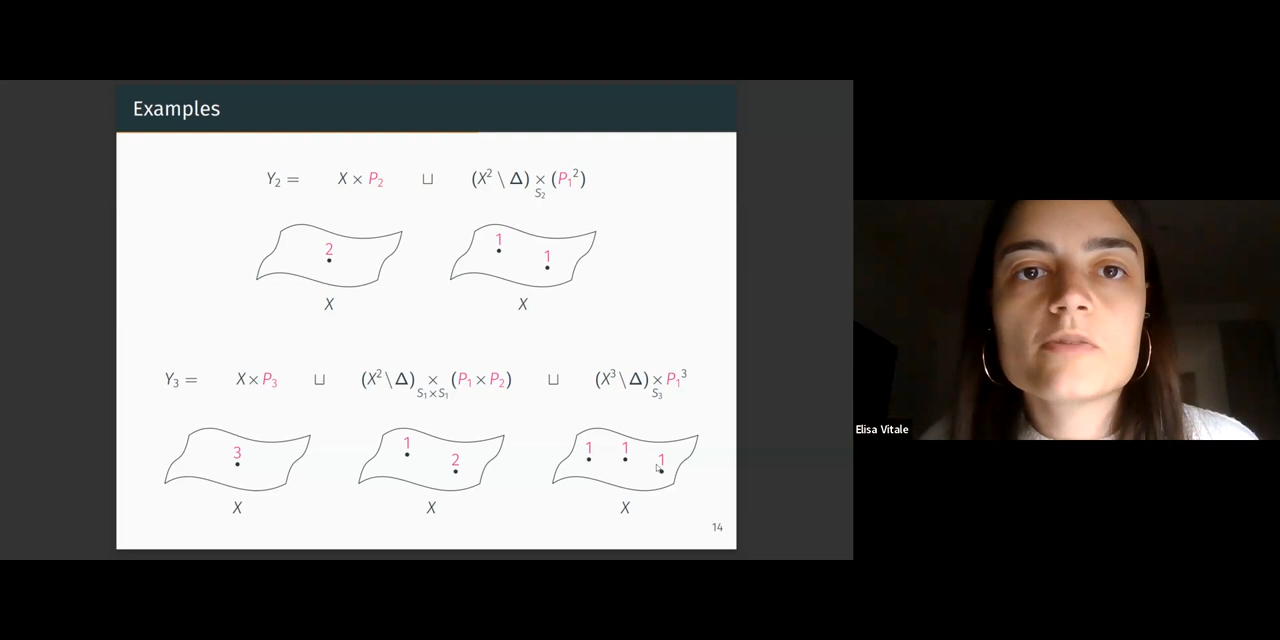 Examples
Y₂ = X × P₂ ⊔ (X² \ Δ) ×_{S₂} (P₁²)
2 1 1
X X
Y₃ = X × P₃ ⊔ (X² \ Δ) ×_{S₁×S₁} (P₁ × P₂) ⊔ (X³ \ Δ) ×_{S₃} P₁³
3 1 2 1 1 1
X X X
14
Elisa Vitale